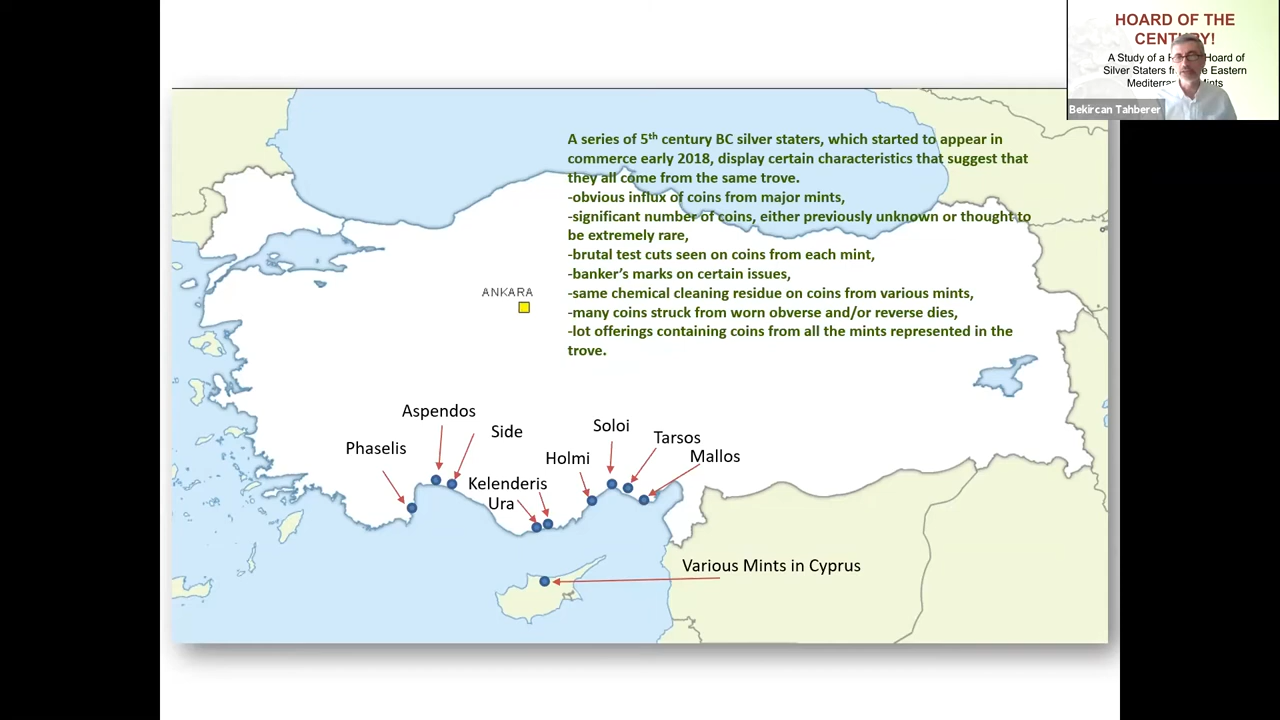 HOARD OF THE
CENTURY!
A Study of a Hoard of
Silver Staters Eastern
Mints
Bekircan Tahberer
A series of 5th century BC silver staters, which started to appear in
commerce early 2018, display certain characteristics that suggest that
they all come from the same trove.
-obvious influx of coins from major mints,
-significant number of coins, either previously unknown or thought to
be extremely rare,
-brutal test cuts seen on coins from each mint,
-banker's marks on certain issues,
-same chemical cleaning residue on coins from various mints,
-many coins struck from worn obverse and/or reverse dies,
-lot offerings containing coins from all the mints represented in the
trove.
ANKARA
Aspendos
Side
Phaselis
Soloi
Tarsos
Mallos
Holmi
Kelenderis
Ura
Various Mints in Cyprus